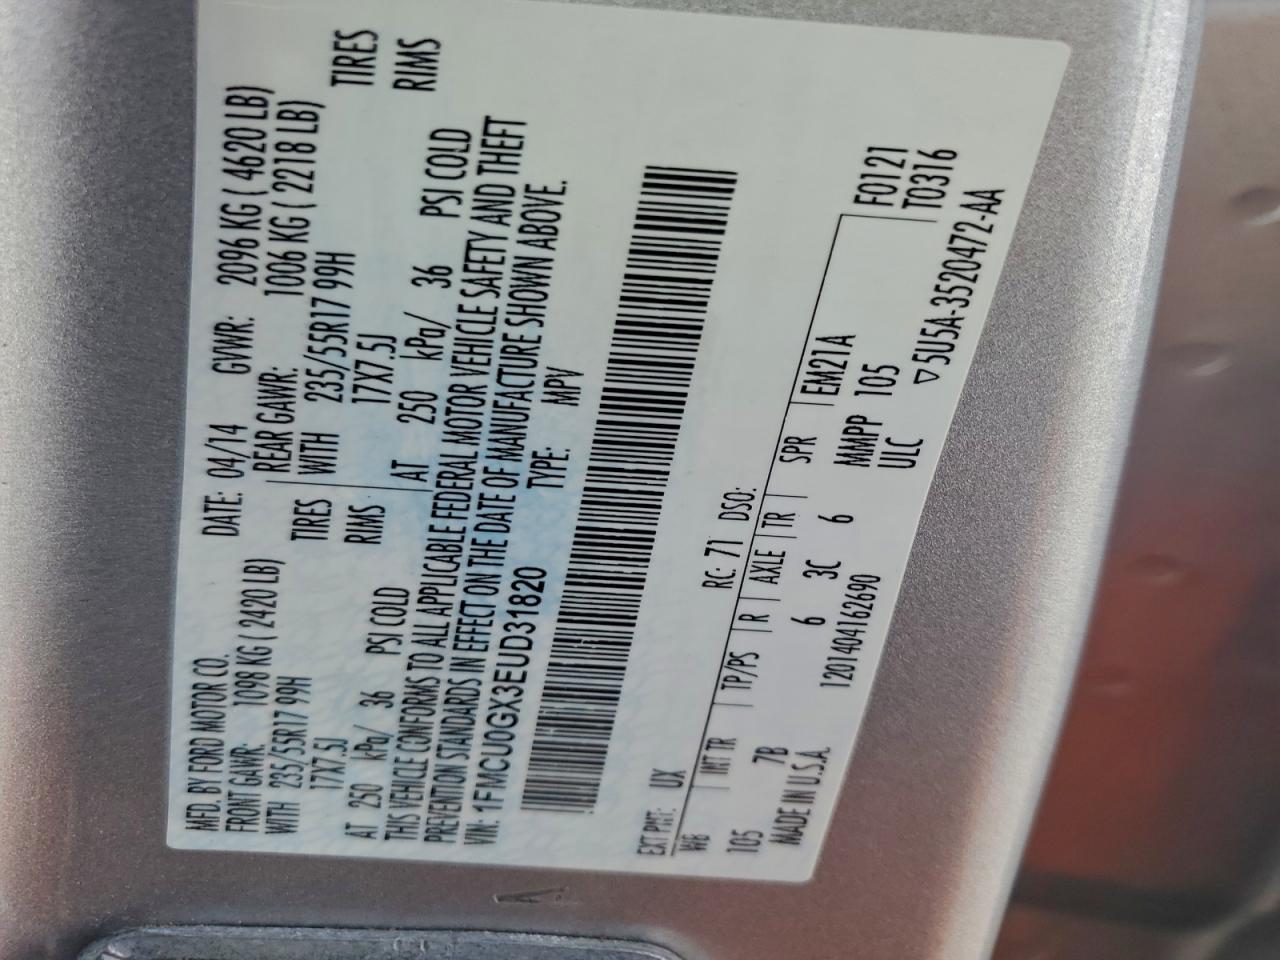 MFD. BY FORD MOTOR CO. DATE: 04/14 GVWR: 2096 KG ( 4620 LB)
FRONT GAWR: 1098 KG ( 2420 LB) REAR GAWR: 1006 KG ( 2218 LB)
WITH 235/55R17 99H TIRES WITH 235/55R17 99H TIRES
17X7.5J RIMS 17X7.5J RIMS
AT 250 kPa/ 36 PSI COLD AT 250 kPa/ 36 PSI COLD
THIS VEHICLE CONFORMS TO ALL APPLICABLE FEDERAL MOTOR VEHICLE SAFETY AND THEFT
PREVENTION STANDARDS IN EFFECT ON THE DATE OF MANUFACTURE SHOWN ABOVE.
VIN: 1FMCU0GX3EUD31820 TYPE: MPV
EXT PNT: UX RC: 71 DSO:
WB INT TR TP/PS R AXLE TR SPR EM21A F0121
105 7B 6 3C 6 MMPP 105 T0316
MADE IN U.S.A. 120140416​2690 ULC ▽5U5A-3520472-AA